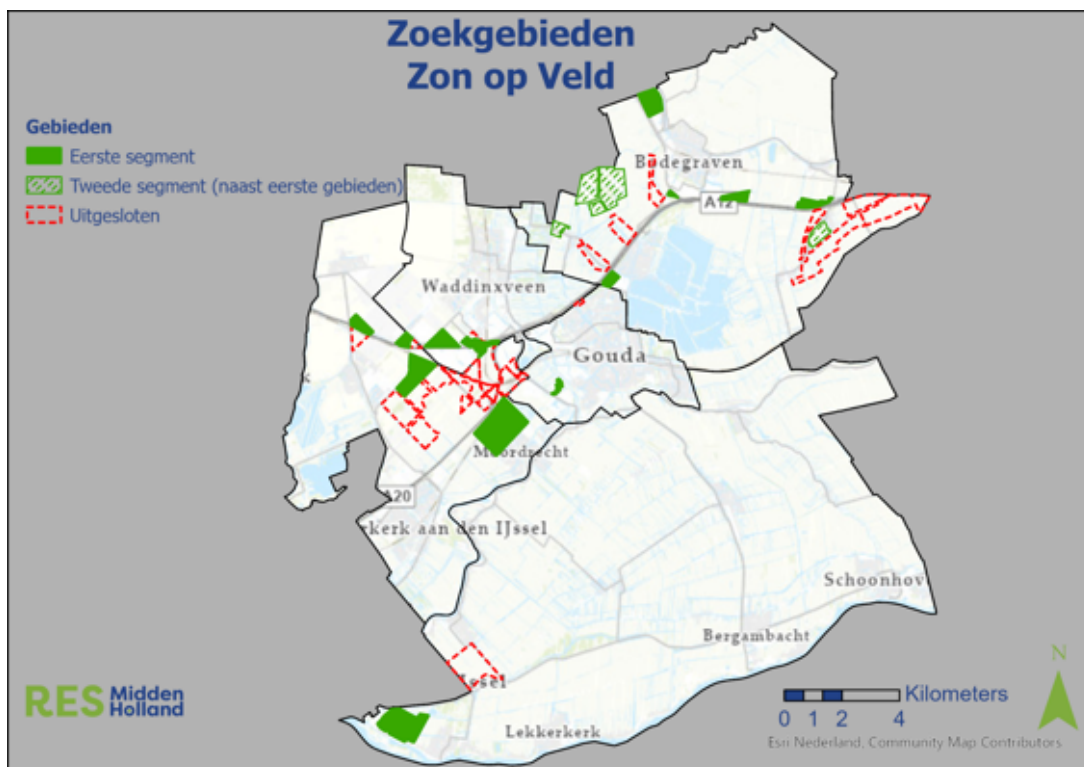 Zoekgebieden
Zon op Veld
Gebieden
Eerste segment
Tweede segment (naast eerste gebieden)
Uitgesloten
Bodegraven
A12
Waddinxveen
Gouda
Moordrecht
A20
erkerk aan den IJssel
Schoonhov
Bergambacht
IJssel
Lekkerkerk
RES Midden
Holland
N
Kilometers
0 1 2 4
Esri Nederland, Community Map Contributors